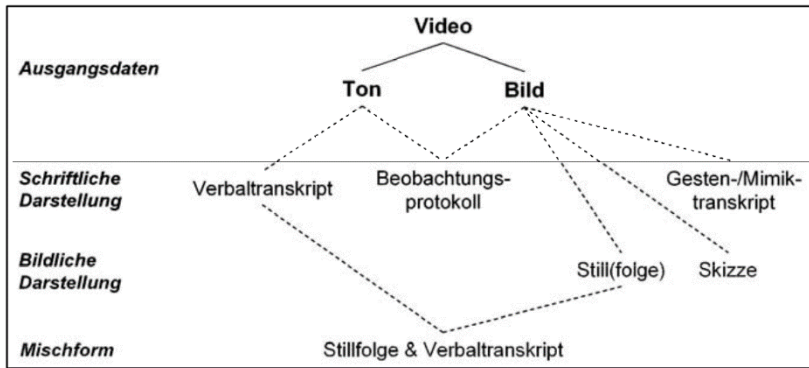 Video
Ausgangsdaten
Ton Bild
Schriftliche
Darstellung
Verbaltranskript
Beobachtungs-
protokoll
Gesten-/Mimik-
transkript
Bildliche
Darstellung
Still(folge) Skizze
Mischform Stillfolge & Verbaltranskript